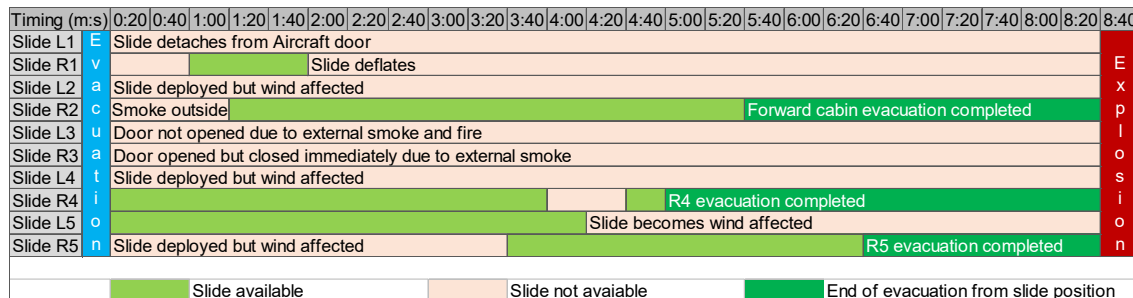 Timing (m:s) 0:20 0:40 1:00 1:20 1:40 2:00 2:20 2:40 3:00 3:20 3:40 4:00 4:20 4:40 5:00 5:20 5:40 6:00 6:20 6:40 7:00 7:20 7:40 8:00 8:20 8:40
Slide L1 E Slide detaches from Aircraft door
Slide R1 v Slide deflates E
Slide L2 a Slide deployed but wind affected x
Slide R2 c Smoke outside Forward cabin evacuation completed p
Slide L3 u Door not opened due to external smoke and fire l
Slide R3 a Door opened but closed immediately due to external smoke o
Slide L4 t Slide deployed but wind affected s
Slide R4 i R4 evacuation completed i
Slide L5 o Slide becomes wind affected o
Slide R5 n Slide deployed but wind affected R5 evacuation completed n
Slide available Slide not avaiable End of evacuation from slide position